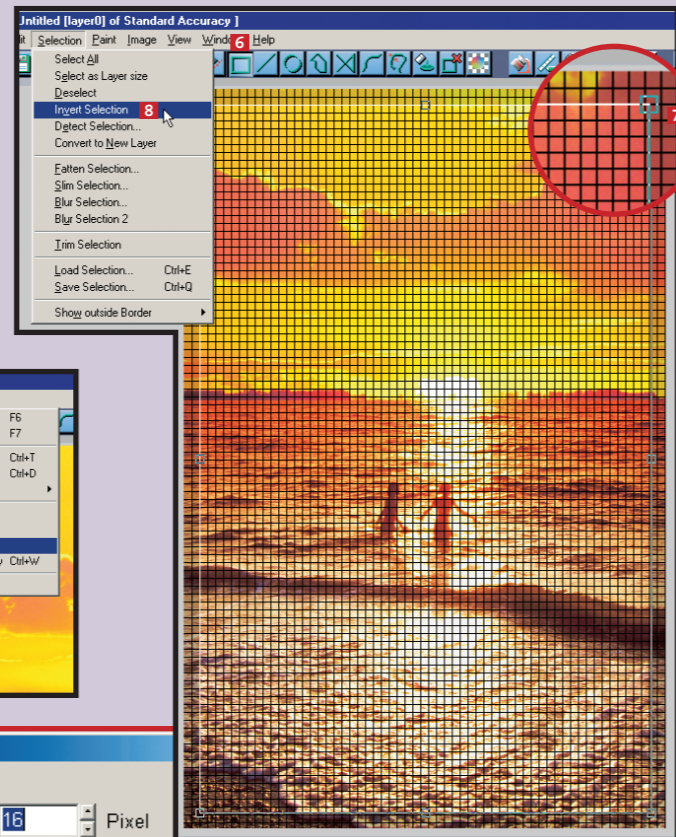 Untitled [layer0] of Standard Accuracy ]
it Selection Paint Image View Windo 6 Help
Select All
Select as Layer size
Deselect
Invert Selection 8
Detect Selection...
Convert to New Layer
Fatten Selection...
Slim Selection...
Blur Selection...
Blur Selection 2
Trim Selection
Load Selection... Ctrl+E
Save Selection... Ctrl+Q
Show outside Border
7
F6
F7
Ctrl+T
Ctrl+D
y Ctrl+W
16 Pixel